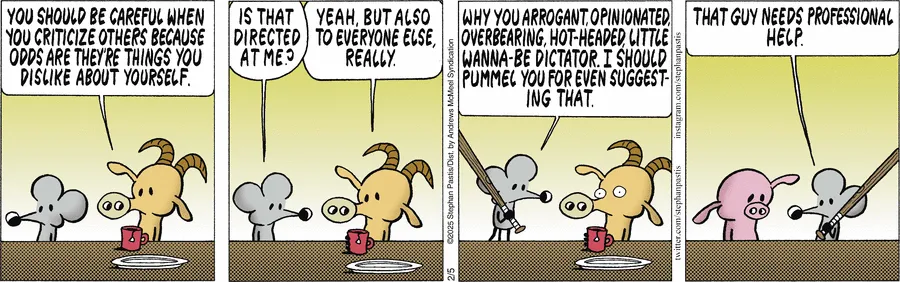 YOU SHOULD BE CAREFUL WHEN
YOU CRITICIZE OTHERS BECAUSE
ODDS ARE THEY'RE THINGS YOU
DISLIKE ABOUT YOURSELF.
IS THAT
DIRECTED
AT ME?
YEAH, BUT ALSO
TO EVERYONE ELSE,
REALLY.
©2025 Stephan Pastis/Dist. by Andrews McMeel Syndication
2/5
WHY YOU ARROGANT, OPINIONATED,
OVERBEARING, HOT-HEADED, LITTLE
WANNA-BE DICTATOR. I SHOULD
PUMMEL YOU FOR EVEN SUGGEST-
ING THAT.
twitter.com/stephanpastis instagram.com/stephanpastis
THAT GUY NEEDS PROFESSIONAL
HELP.